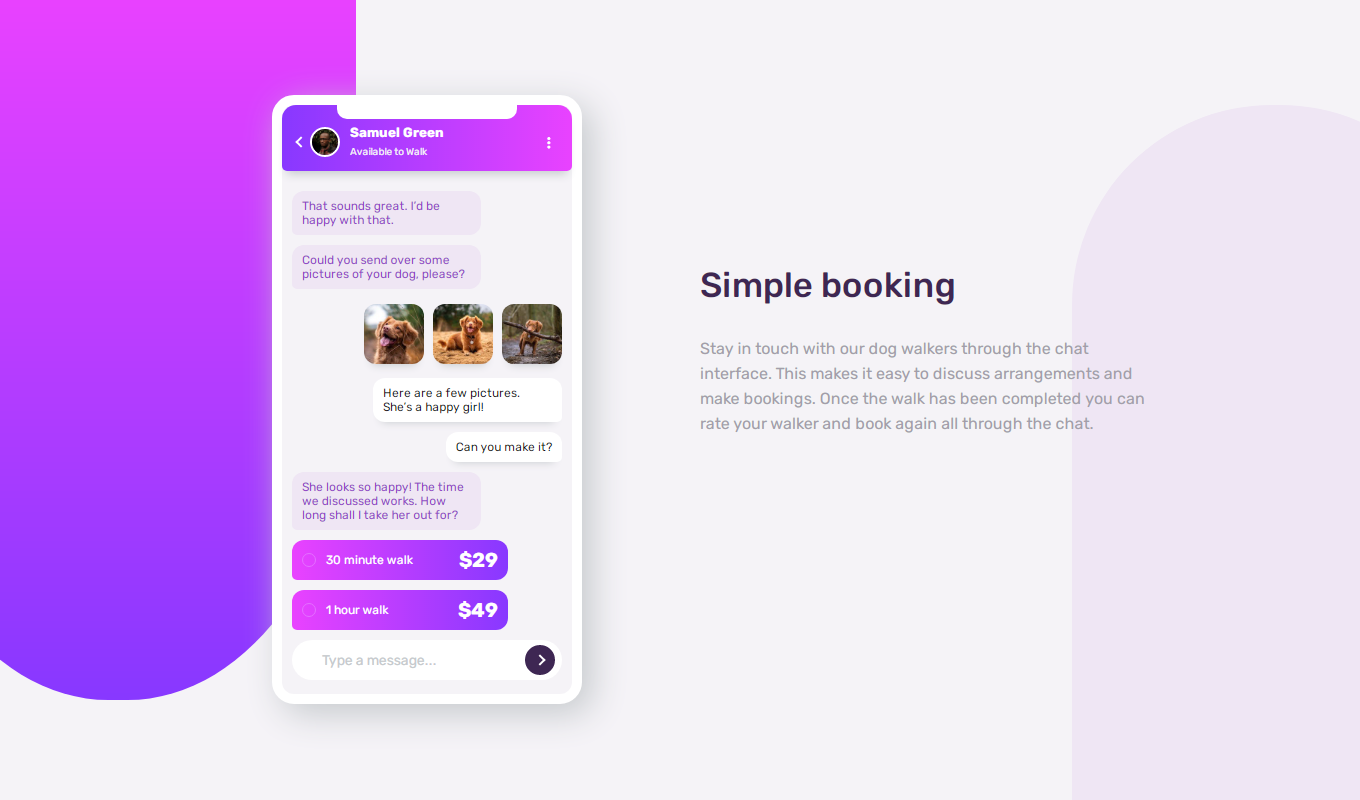 Samuel Green
Available to Walk
That sounds great. I’d be
happy with that.
Could you send over some
pictures of your dog, please?
Here are a few pictures.
She’s a happy girl!
Can you make it?
She looks so happy! The time
we discussed works. How
long shall I take her out for?
30 minute walk $29
1 hour walk $49
Type a message...
Simple booking
Stay in touch with our dog walkers through the chat
interface. This makes it easy to discuss arrangements and
make bookings. Once the walk has been completed you can
rate your walker and book again all through the chat.